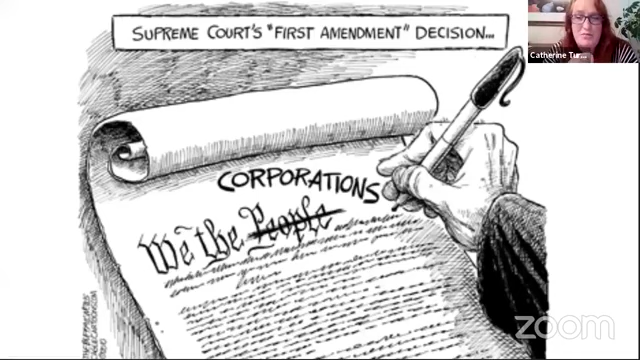 SUPREME COURT'S "FIRST AMENDMENT" DECISION...
Catherine Tur...
CORPORATIONS
We the People
zoom